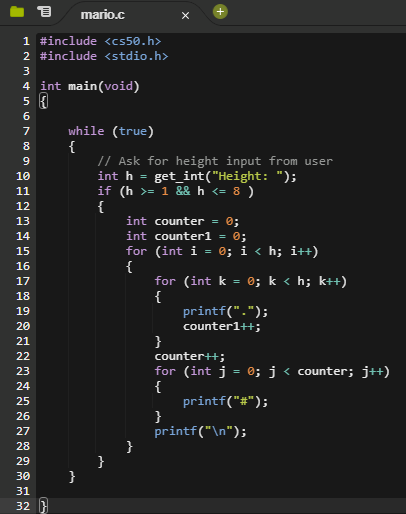 mario.c x +
1 #include <cs50.h>
2 #include <stdio.h>
3
4 int main(void)
5 {
6
7     while (true)
8     {
9         // Ask for height input from user
10         int h = get_int("Height: ");
11         if (h >= 1 && h <= 8 )
12         {
13             int counter = 0;
14             int counter1 = 0;
15             for (int i = 0; i < h; i++)
16             {
17                 for (int k = 0; k < h; k++)
18                 {
19                     printf(".");
20                     counter1++;
21                 }
22                 counter++;
23                 for (int j = 0; j < counter; j++)
24                 {
25                     printf("#");
26                 }
27                 printf("\n");
28             }
29         }
30     }
31
32 }